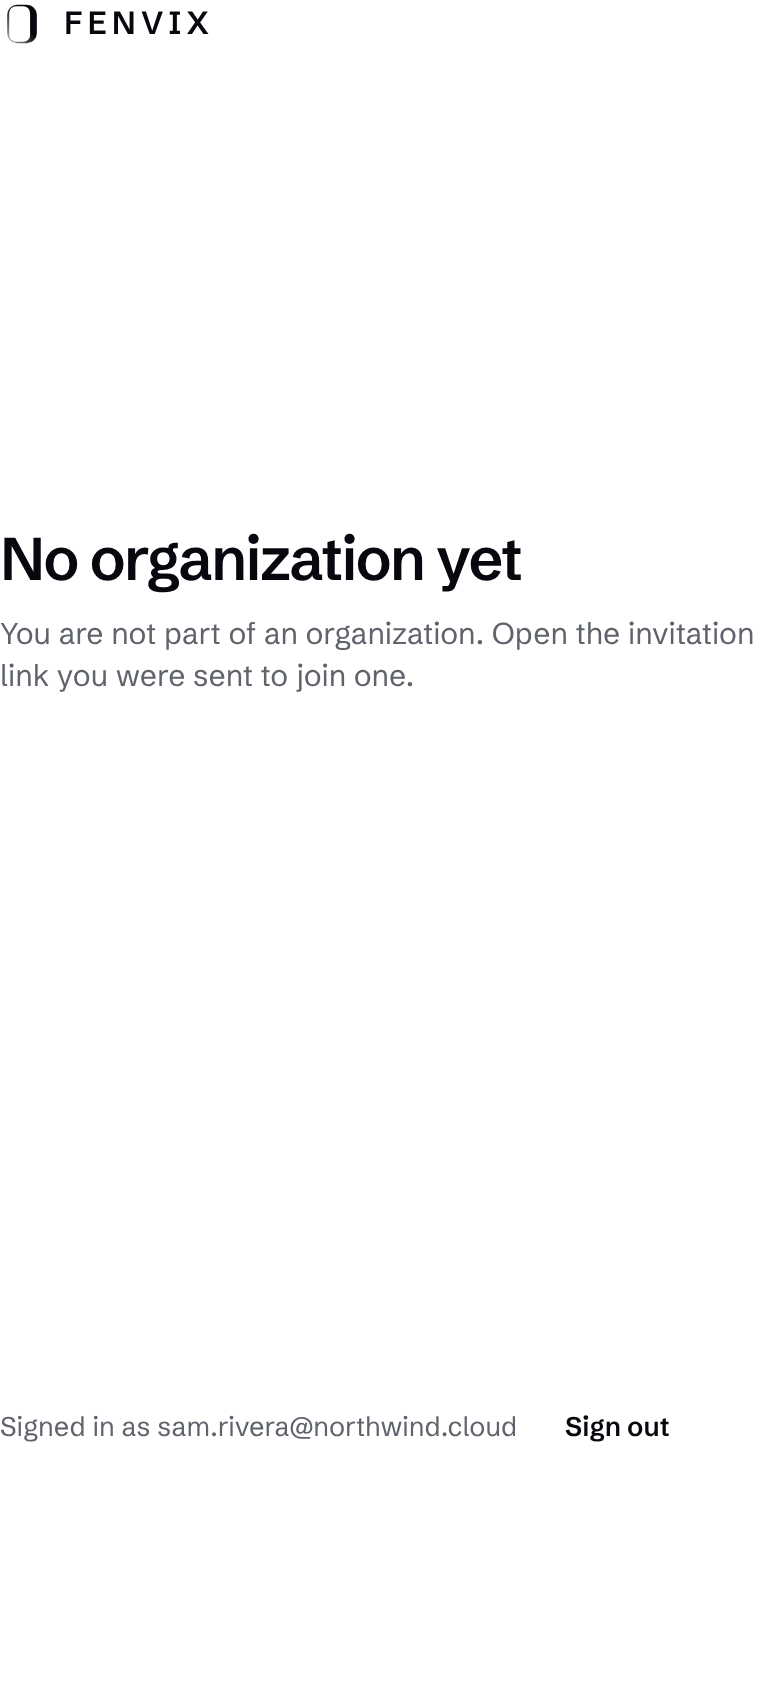 FENVIX
No organization yet
You are not part of an organization. Open the invitation
link you were sent to join one.
Signed in as sam.rivera@northwind.cloud Sign out